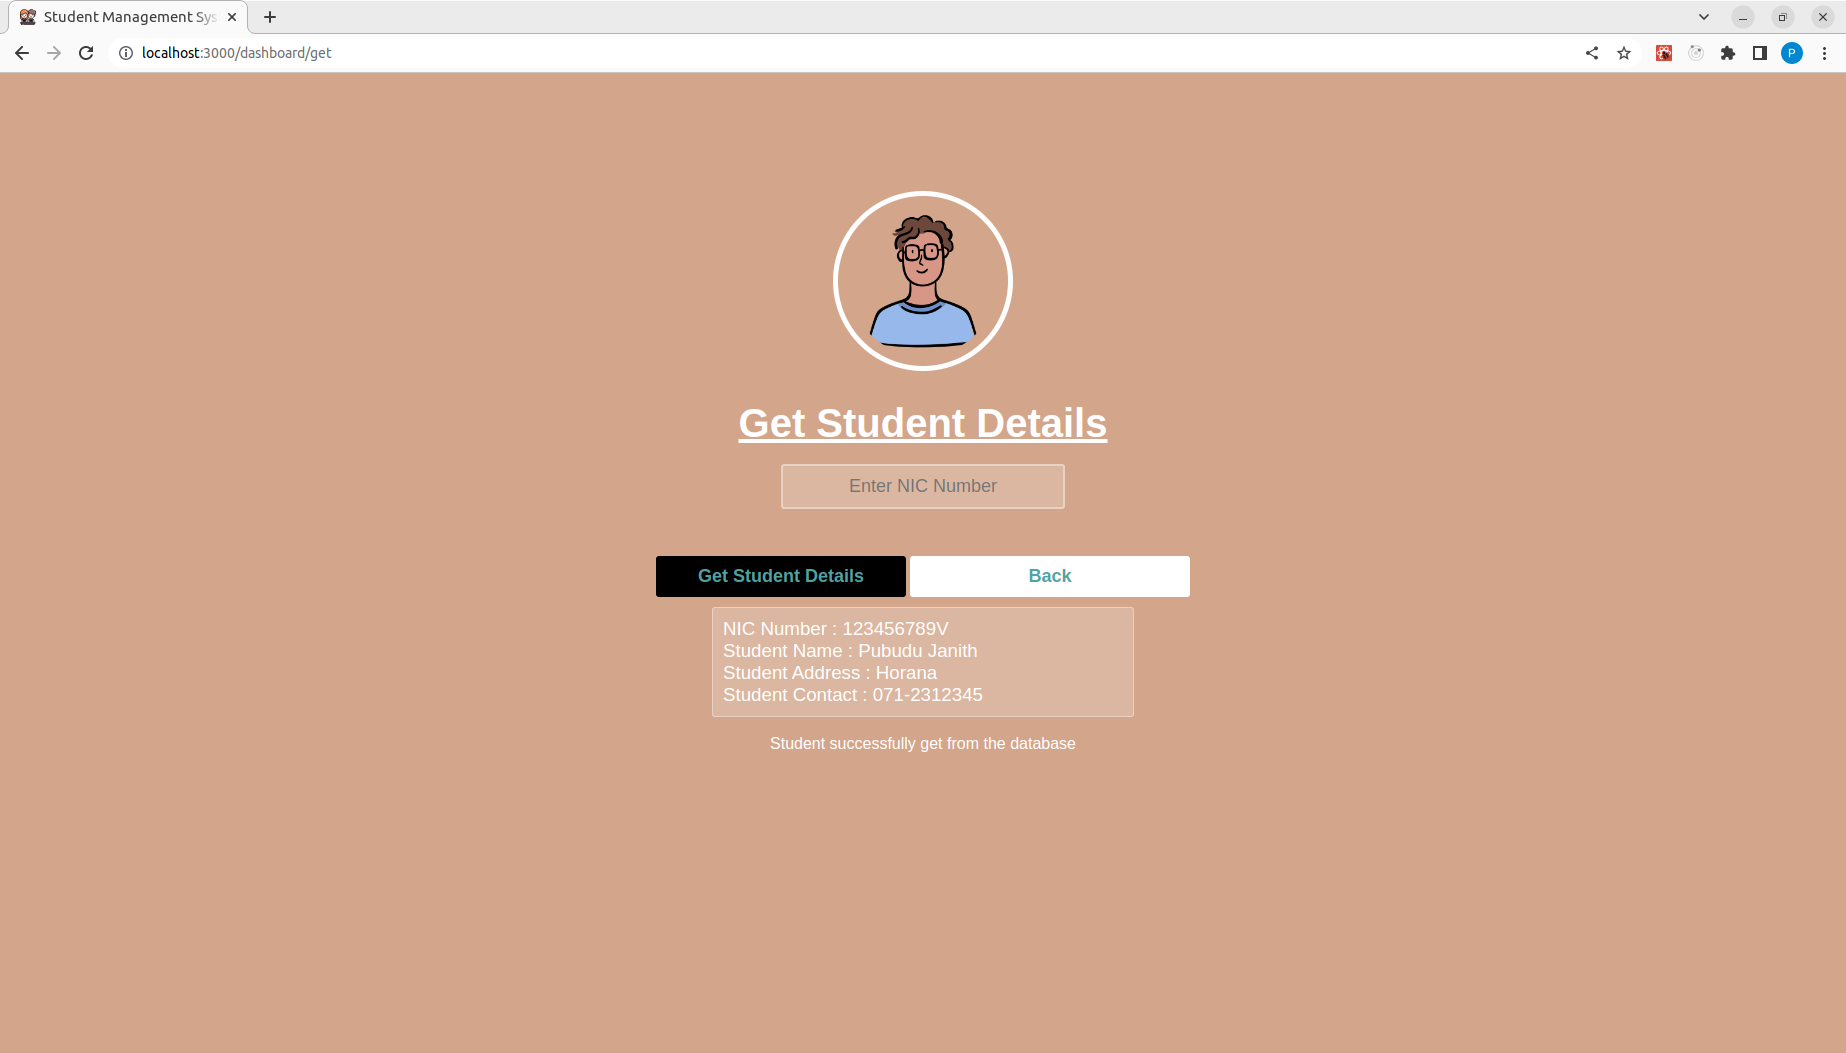 Student Management Sys
localhost:3000/dashboard/get
P
Get Student Details
Enter NIC Number
Get Student Details
Back
NIC Number : 123456789V
Student Name : Pubudu Janith
Student Address : Horana
Student Contact : 071-2312345
Student successfully get from the database